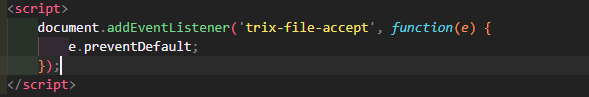 <script>
document.addEventListener('trix-file-accept', function(e) {
e.preventDefault;
});
</script>